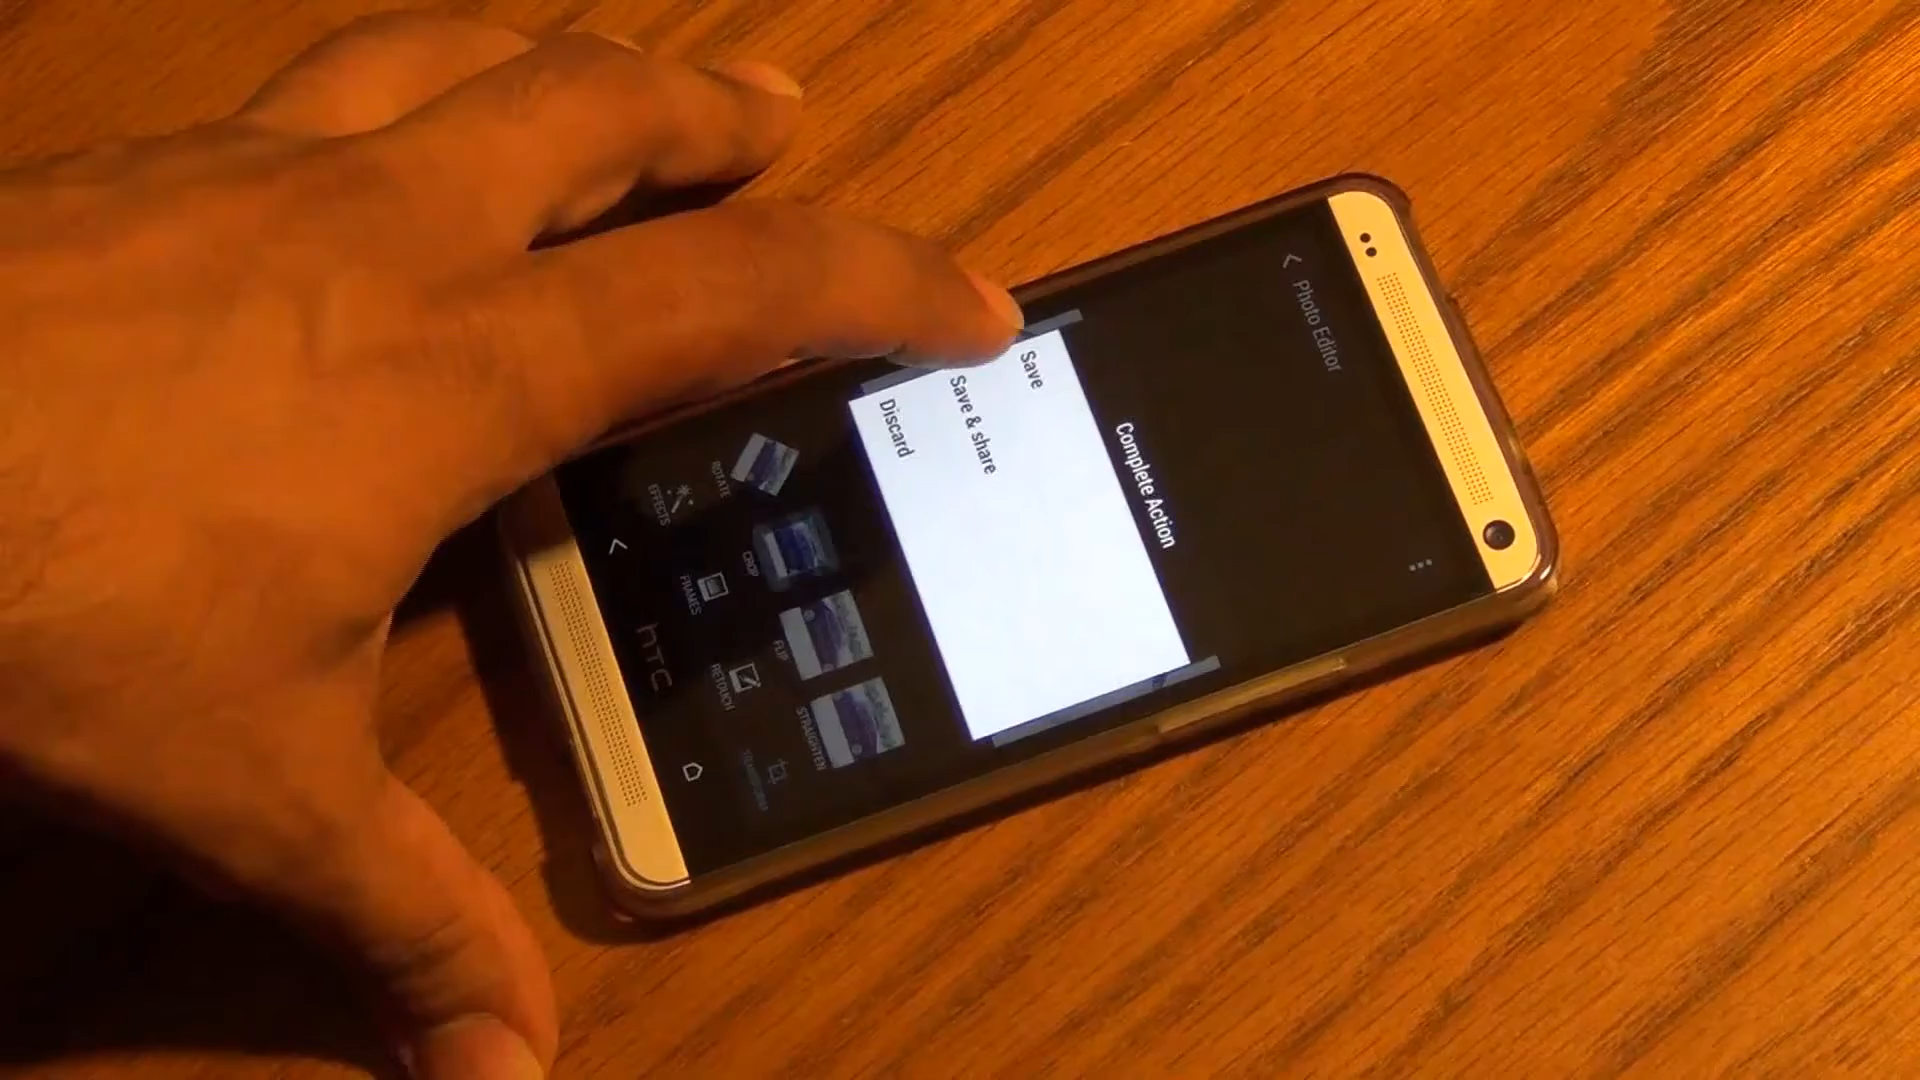 Photo Editor
Complete Action
Save
Save & share
Discard
ROTATE
CROP
FLIP
STRAIGHTEN
EFFECTS
FRAMES
RETOUCH
hTC